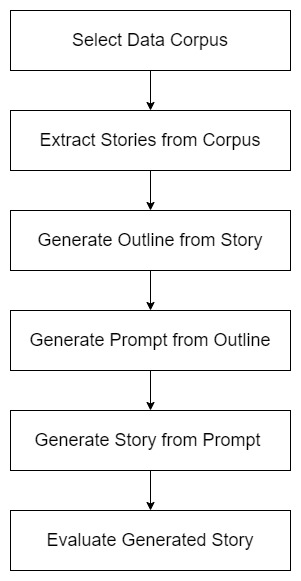 Select Data Corpus
Extract Stories from Corpus
Generate Outline from Story
Generate Prompt from Outline
Generate Story from Prompt
Evaluate Generated Story